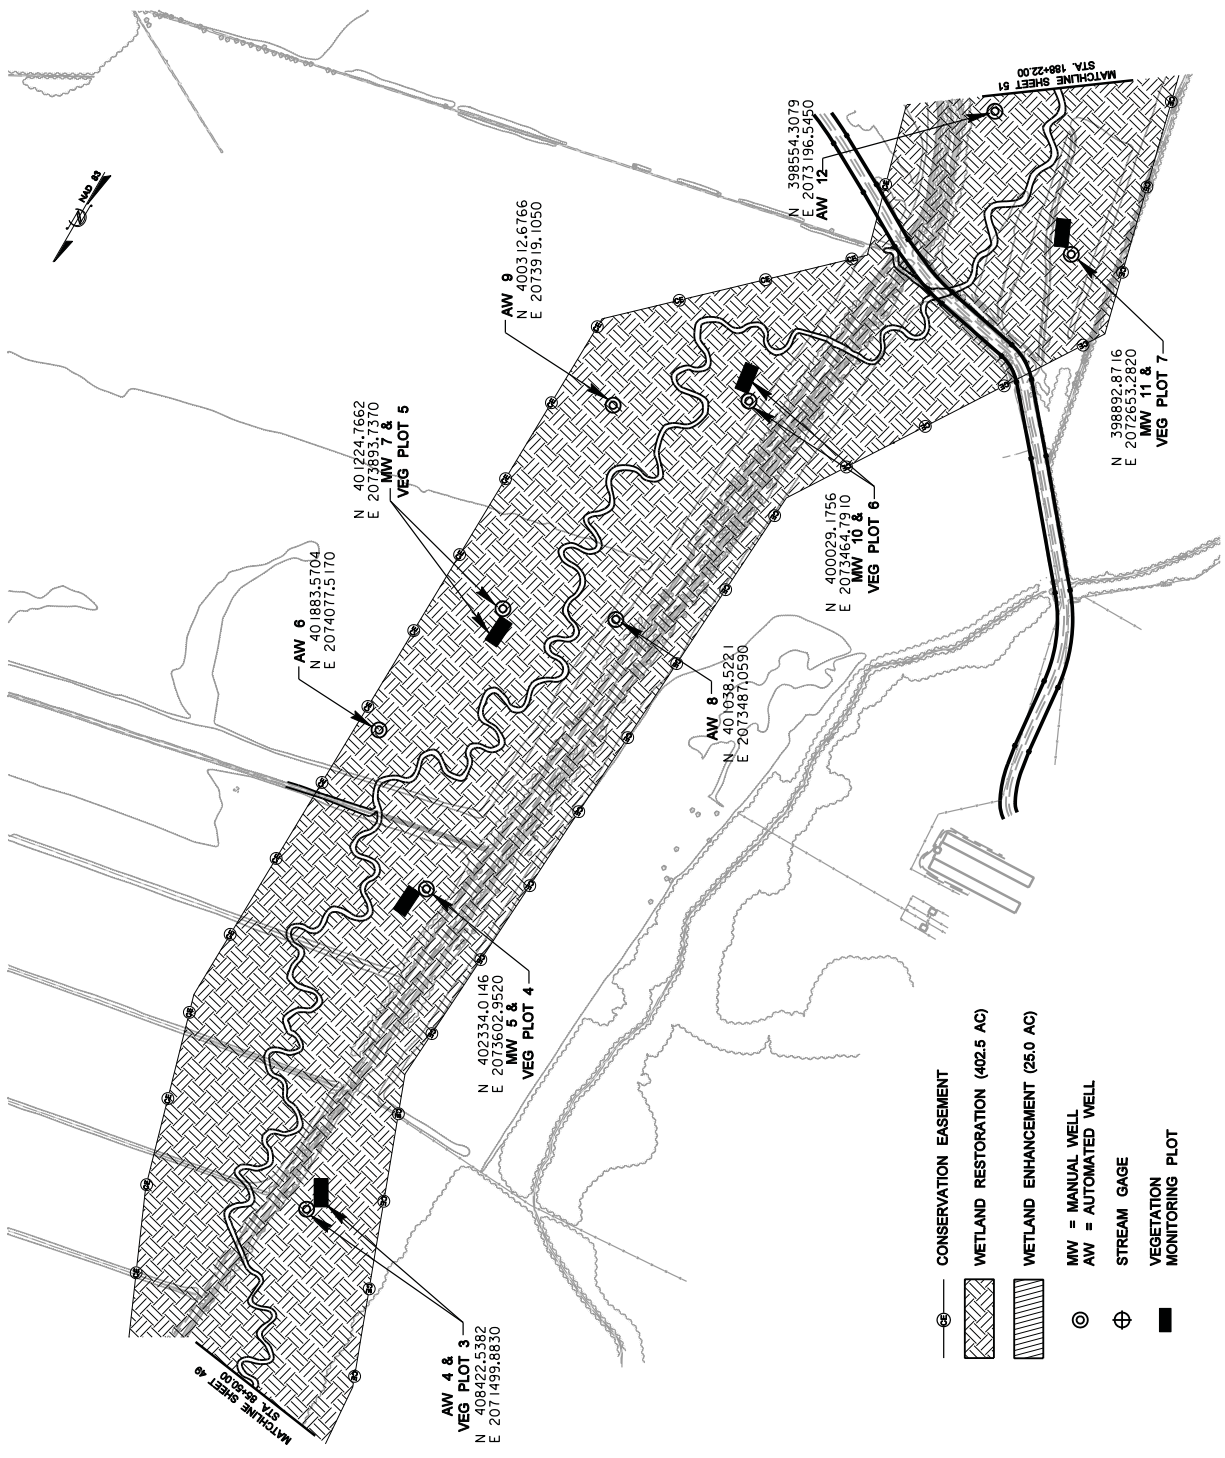 NAD 83
MATCHLINE SHEET 51
STA. 188+22.00
N 398554.3079
E 2073196.5450
AW 12
AW 9
N 400312.6766
E 2073919.1050
N 401224.7662
E 2073893.7370
MW 7 &
VEG PLOT 5
AW 6
N 401883.5704
E 2074077.5170
N 398892.8716
E 2072653.2820
MW 11 &
VEG PLOT 7
N 400029.1756
E 2073464.7910
MW 10 &
VEG PLOT 6
AW 8
N 401038.5221
E 2073487.0590
N 402334.0146
E 2073602.9520
MW 5 &
VEG PLOT 4
AW 4 &
VEG PLOT 3
N 408422.5382
E 2071499.8830
MATCHLINE SHEET 49
STA. 85+50.00
CE CONSERVATION EASEMENT
WETLAND RESTORATION (402.5 AC)
WETLAND ENHANCEMENT (25.0 AC)
MW = MANUAL WELL
AW = AUTOMATED WELL
STREAM GAGE
VEGETATION
MONITORING PLOT